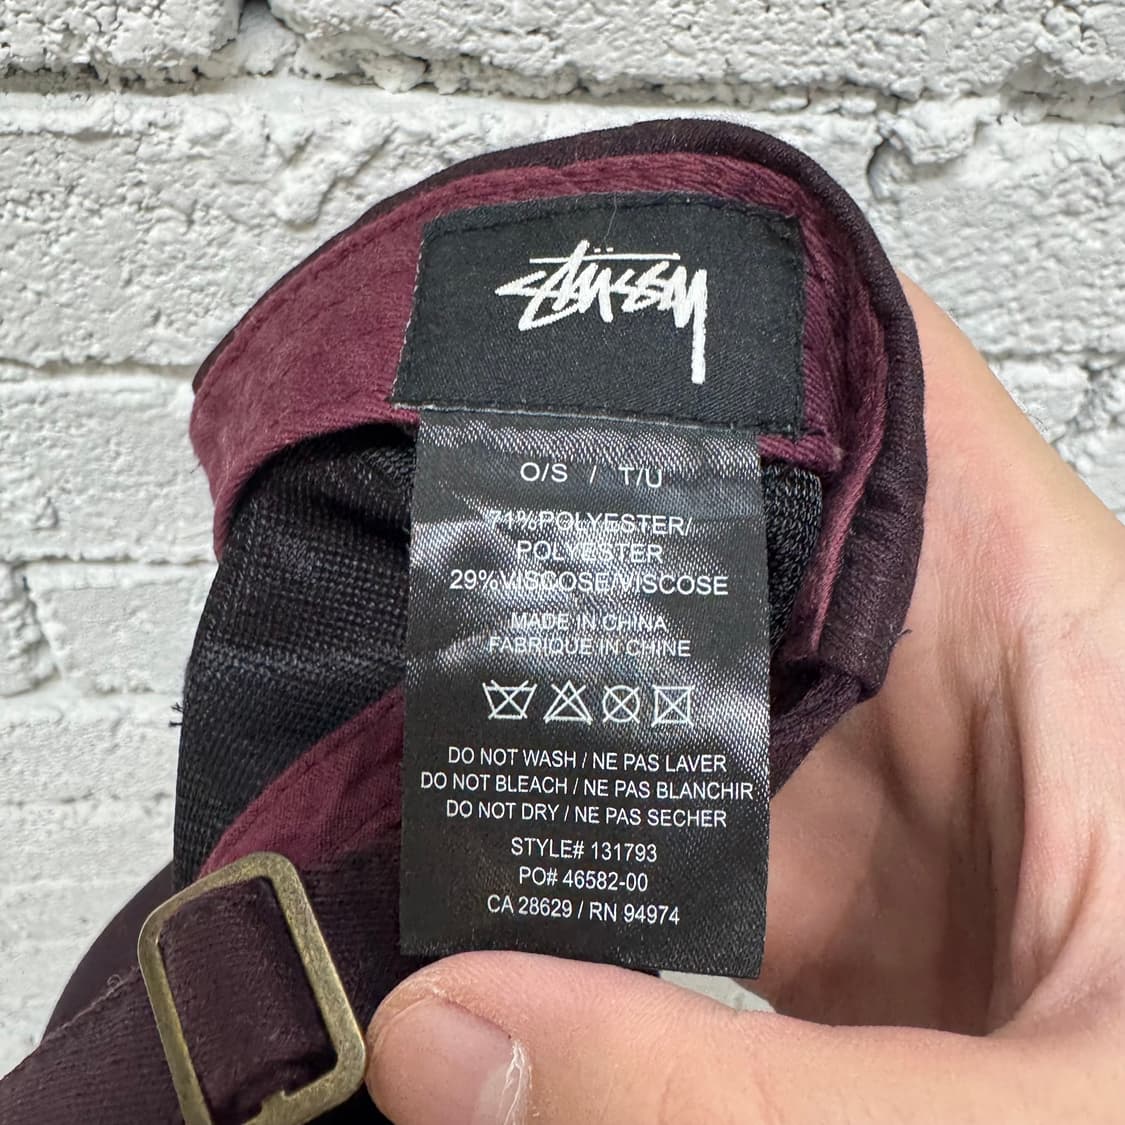 STÜSSY
O/S / T/U
71%POLYESTER/
POLYESTER
29%VISCOSE/VISCOSE
MADE IN CHINA
FABRIQUE IN CHINE
DO NOT WASH / NE PAS LAVER
DO NOT BLEACH / NE PAS BLANCHIR
DO NOT DRY / NE PAS SECHER
STYLE# 131793
PO# 46582-00
CA 28629 / RN 94974